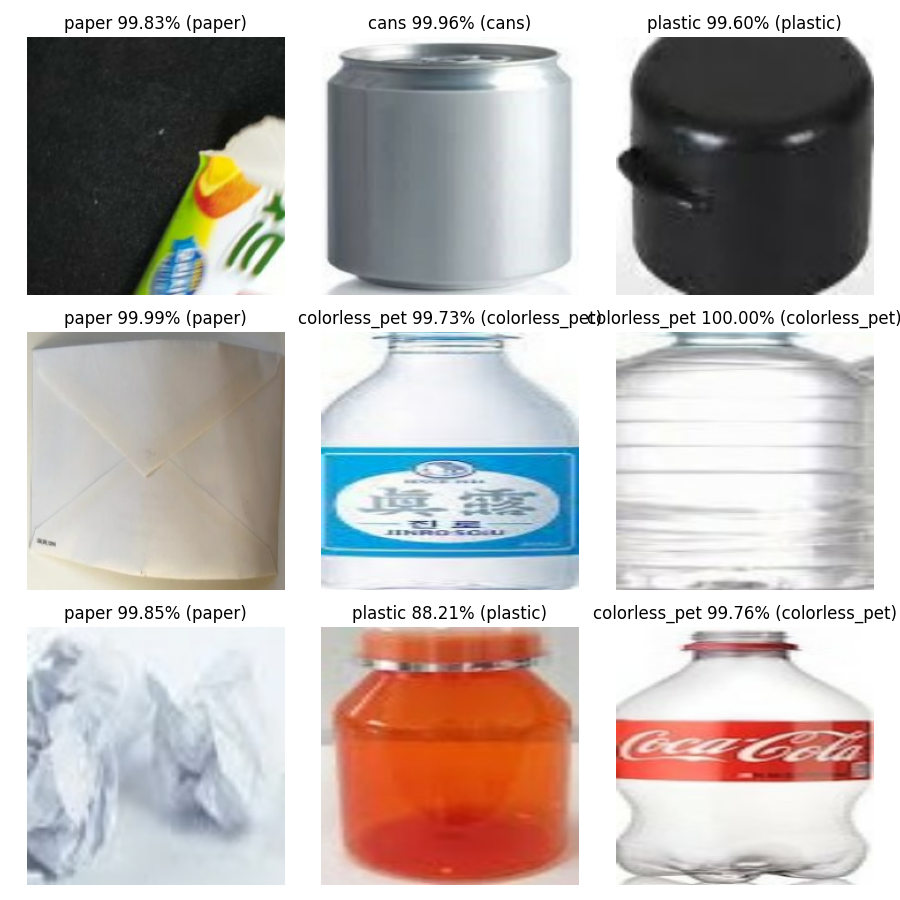 paper 99.83% (paper)
cans 99.96% (cans)
plastic 99.60% (plastic)
paper 99.99% (paper)
colorless_pet 99.73% (colorless_pet)
colorless_pet 100.00% (colorless_pet)
眞露
진로
JINRO SOJU
paper 99.85% (paper)
plastic 88.21% (plastic)
colorless_pet 99.76% (colorless_pet)
Coca-Cola